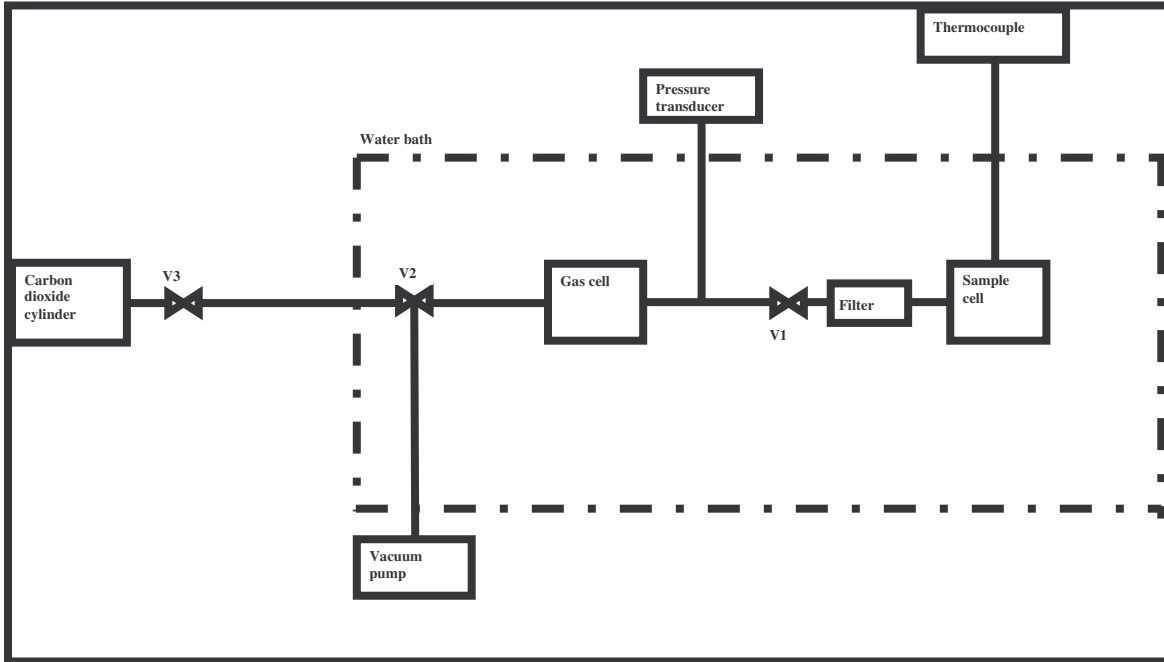 Thermocouple
Pressure
transducer
Water bath
Carbon
dioxide
cylinder
V3
V2
Gas cell
V1
Filter
Sample
cell
Vacuum
pump